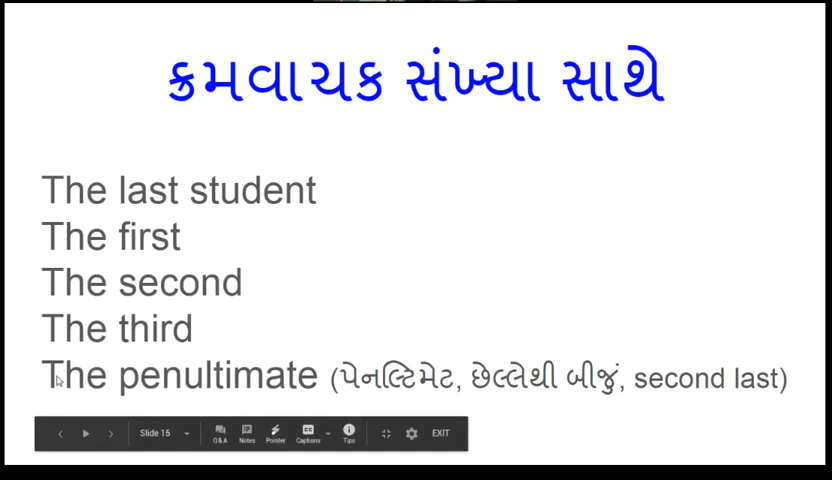 ક્રમવાચક સંખ્યા સાથે
The last student
The first
The second
The third
The penultimate (પેનલ્ટિમેટ, છેલ્લેથી બીજું, second last)
Slide 15 Q&A Notes Pointer Captions Tips EXIT